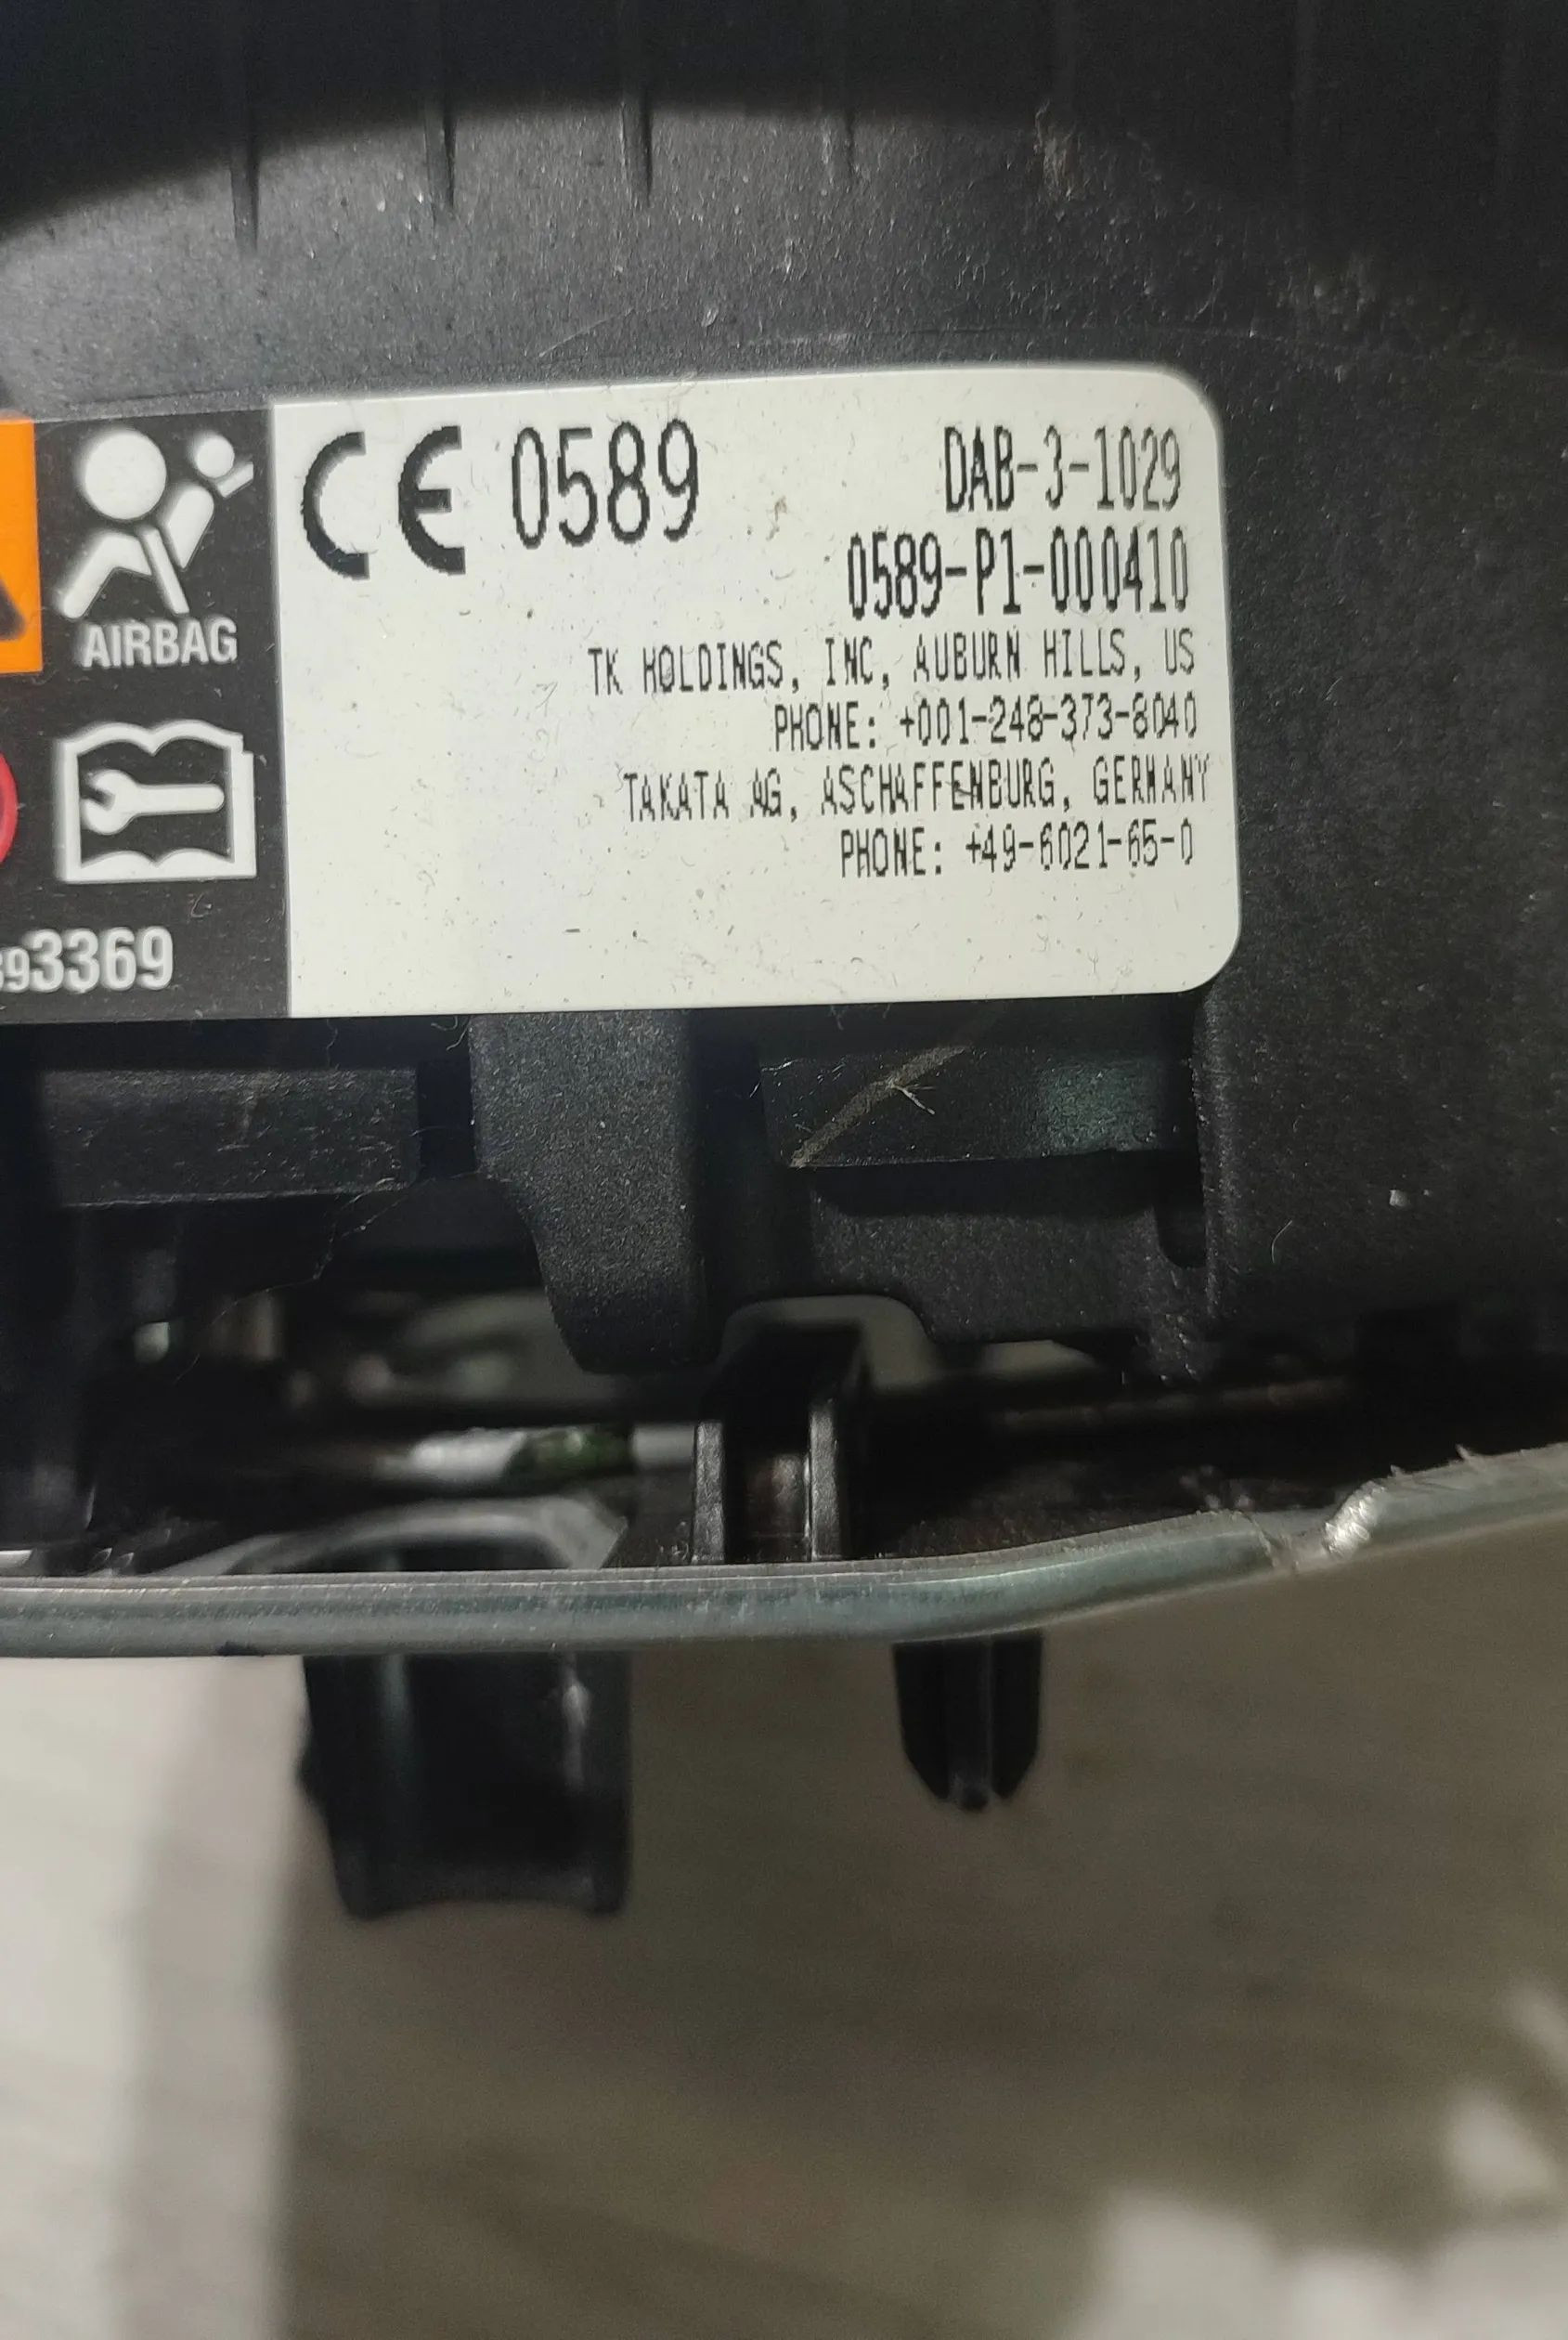 CE 0589
DAB-3-1029
0589-P1-000410
TK HOLDINGS, INC, AUBURN HILLS, US
PHONE: +001-248-373-8040
TAKATA AG, ASCHAFFENBURG, GERMANY
PHONE: +49-6021-65-0
AIRBAG
93369